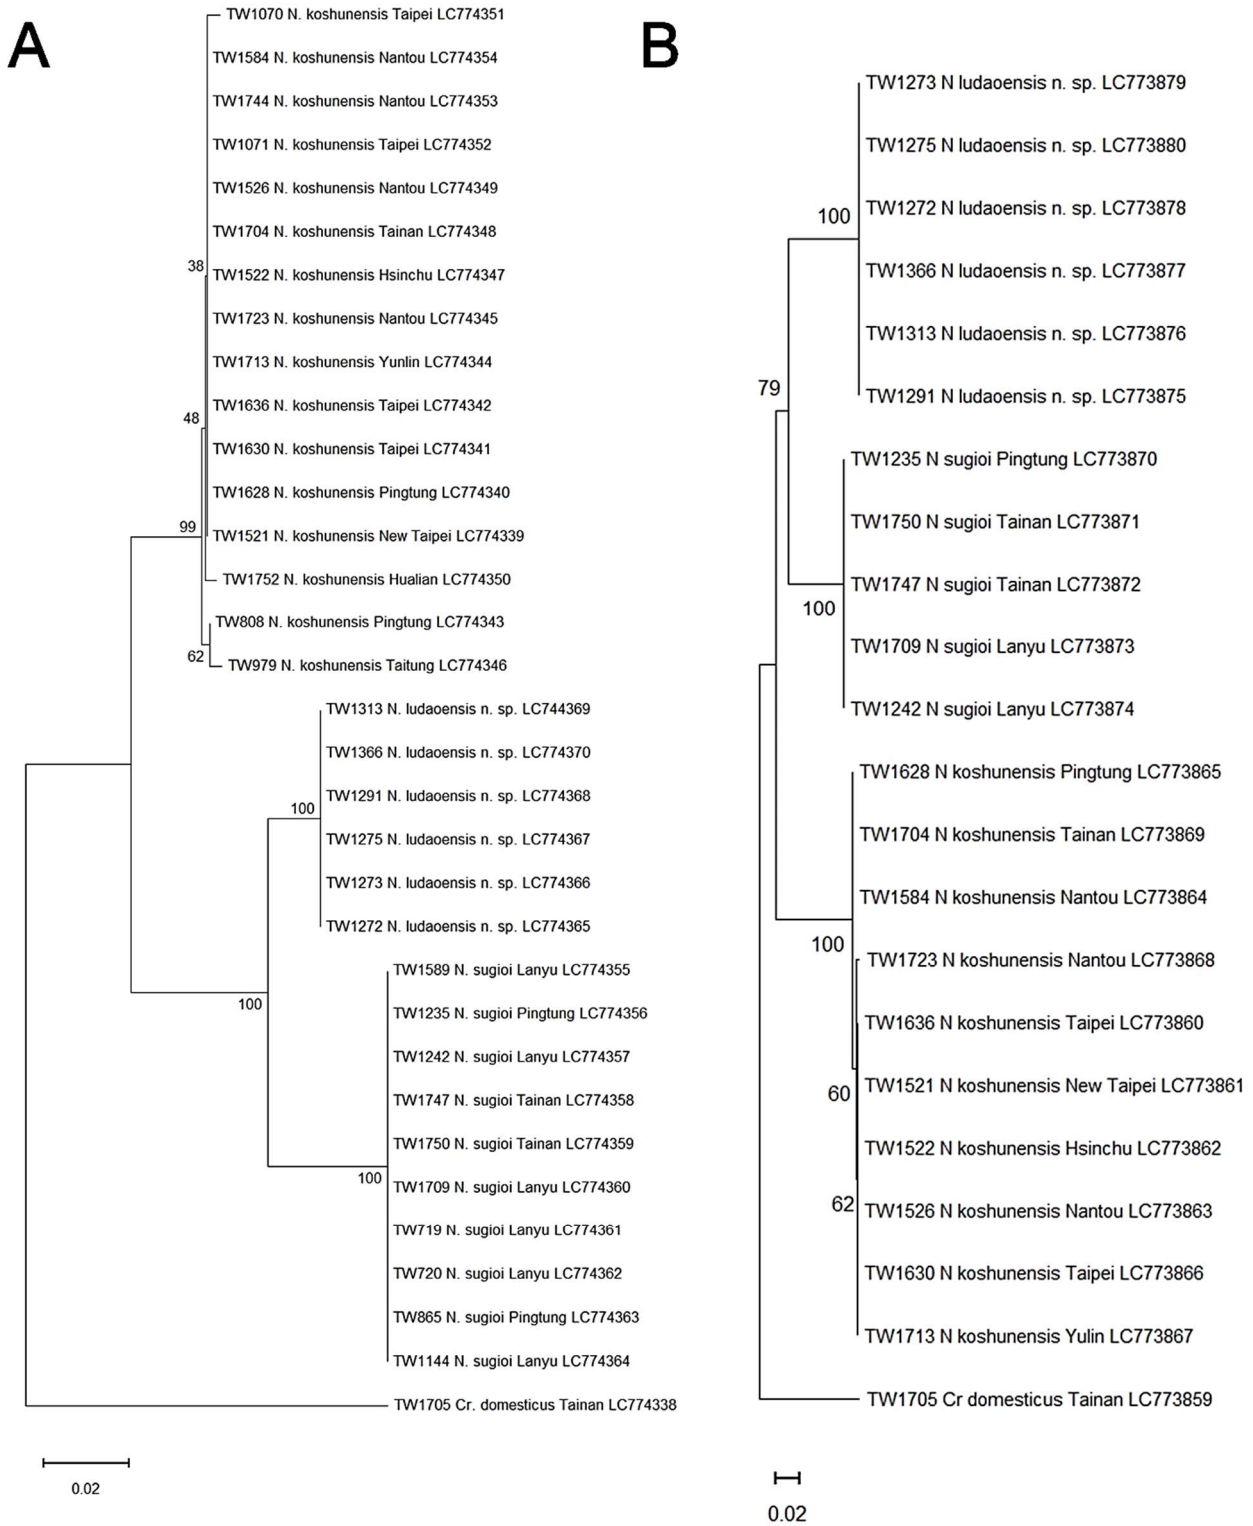 A
TW1070 N. koshunensis Taipei LC774351
TW1584 N. koshunensis Nantou LC774354
TW1744 N. koshunensis Nantou LC774353
TW1071 N. koshunensis Taipei LC774352
TW1526 N. koshunensis Nantou LC774349
TW1704 N. koshunensis Tainan LC774348
38
TW1522 N. koshunensis Hsinchu LC774347
TW1723 N. koshunensis Nantou LC774345
TW1713 N. koshunensis Yunlin LC774344
TW1636 N. koshunensis Taipei LC774342
48
TW1630 N. koshunensis Taipei LC774341
TW1628 N. koshunensis Pingtung LC774340
99
TW1521 N. koshunensis New Taipei LC774339
TW1752 N. koshunensis Hualian LC774350
TW808 N. koshunensis Pingtung LC774343
62
TW979 N. koshunensis Taitung LC774346
TW1313 N. ludaoensis n. sp. LC744369
TW1366 N. ludaoensis n. sp. LC774370
TW1291 N. ludaoensis n. sp. LC774368
100
TW1275 N. ludaoensis n. sp. LC774367
TW1273 N. ludaoensis n. sp. LC774366
TW1272 N. ludaoensis n. sp. LC774365
TW1589 N. sugioi Lanyu LC774355
100
TW1235 N. sugioi Pingtung LC774356
TW1242 N. sugioi Lanyu LC774357
TW1747 N. sugioi Tainan LC774358
TW1750 N. sugioi Tainan LC774359
100
TW1709 N. sugioi Lanyu LC774360
TW719 N. sugioi Lanyu LC774361
TW720 N. sugioi Lanyu LC774362
TW865 N. sugioi Pingtung LC774363
TW1144 N. sugioi Lanyu LC774364
TW1705 Cr. domesticus Tainan LC774338
0.02
B
TW1273 N ludaoensis n. sp. LC773879
TW1275 N ludaoensis n. sp. LC773880
100
TW1272 N ludaoensis n. sp. LC773878
TW1366 N ludaoensis n. sp. LC773877
TW1313 N ludaoensis n. sp. LC773876
79
TW1291 N ludaoensis n. sp. LC773875
TW1235 N sugioi Pingtung LC773870
TW1750 N sugioi Tainan LC773871
TW1747 N sugioi Tainan LC773872
100
TW1709 N sugioi Lanyu LC773873
TW1242 N sugioi Lanyu LC773874
TW1628 N koshunensis Pingtung LC773865
TW1704 N koshunensis Tainan LC773869
TW1584 N koshunensis Nantou LC773864
100
TW1723 N koshunensis Nantou LC773868
TW1636 N koshunensis Taipei LC773860
TW1521 N koshunensis New Taipei LC773861
60
TW1522 N koshunensis Hsinchu LC773862
62
TW1526 N koshunensis Nantou LC773863
TW1630 N koshunensis Taipei LC773866
TW1713 N koshunensis Yulin LC773867
TW1705 Cr domesticus Tainan LC773859
0.02